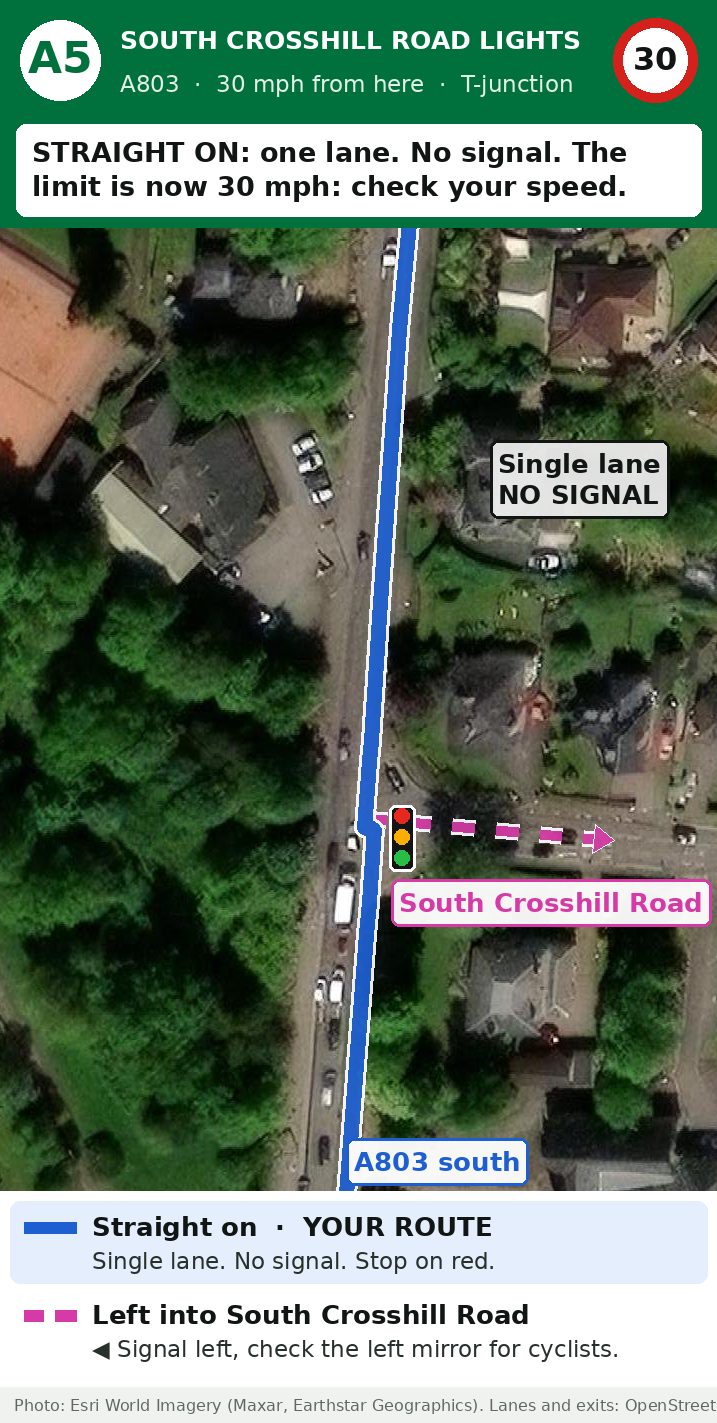 A5
SOUTH CROSSHILL ROAD LIGHTS
A803 · 30 mph from here · T-junction
30
STRAIGHT ON: one lane. No signal. The
limit is now 30 mph: check your speed.
Single lane
NO SIGNAL
South Crosshill Road
A803 south
Straight on · YOUR ROUTE
Single lane. No signal. Stop on red.
Left into South Crosshill Road
◀ Signal left, check the left mirror for cyclists.
Photo: Esri World Imagery (Maxar, Earthstar Geographics). Lanes and exits: OpenStreet